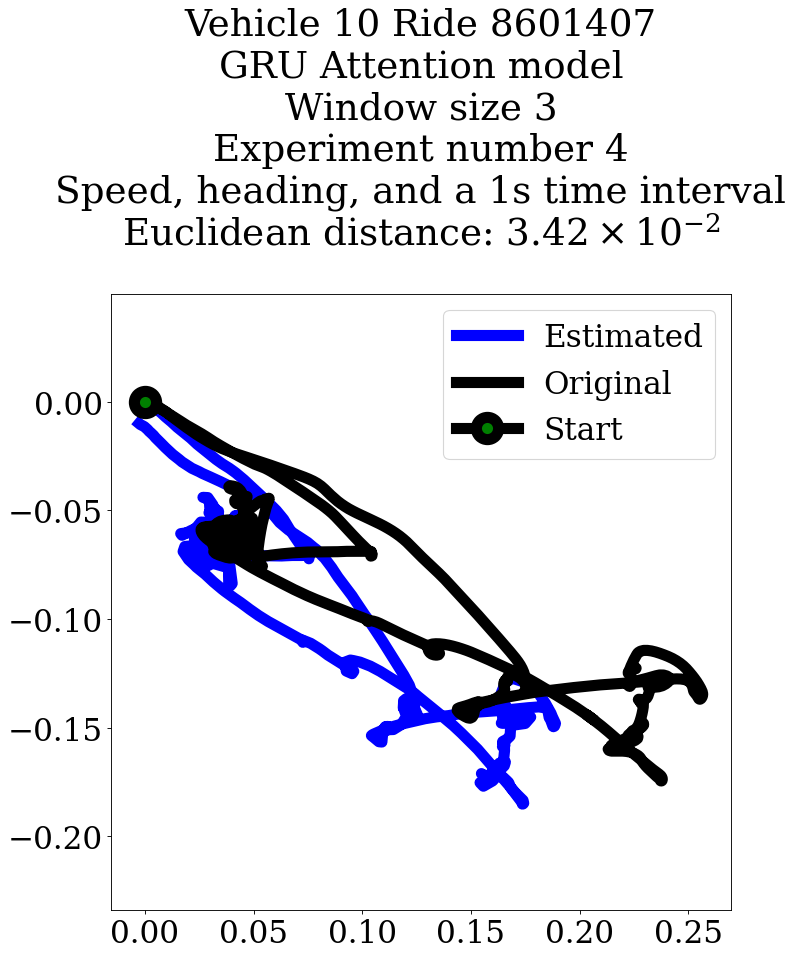 Vehicle 10 Ride 8601407
GRU Attention model
Window size 3
Experiment number 4
Speed, heading, and a 1s time interval
Euclidean distance: 3.42 × 10⁻²
Estimated
Original
Start
0.00
−0.05
−0.10
−0.15
−0.20
0.00 0.05 0.10 0.15 0.20 0.25